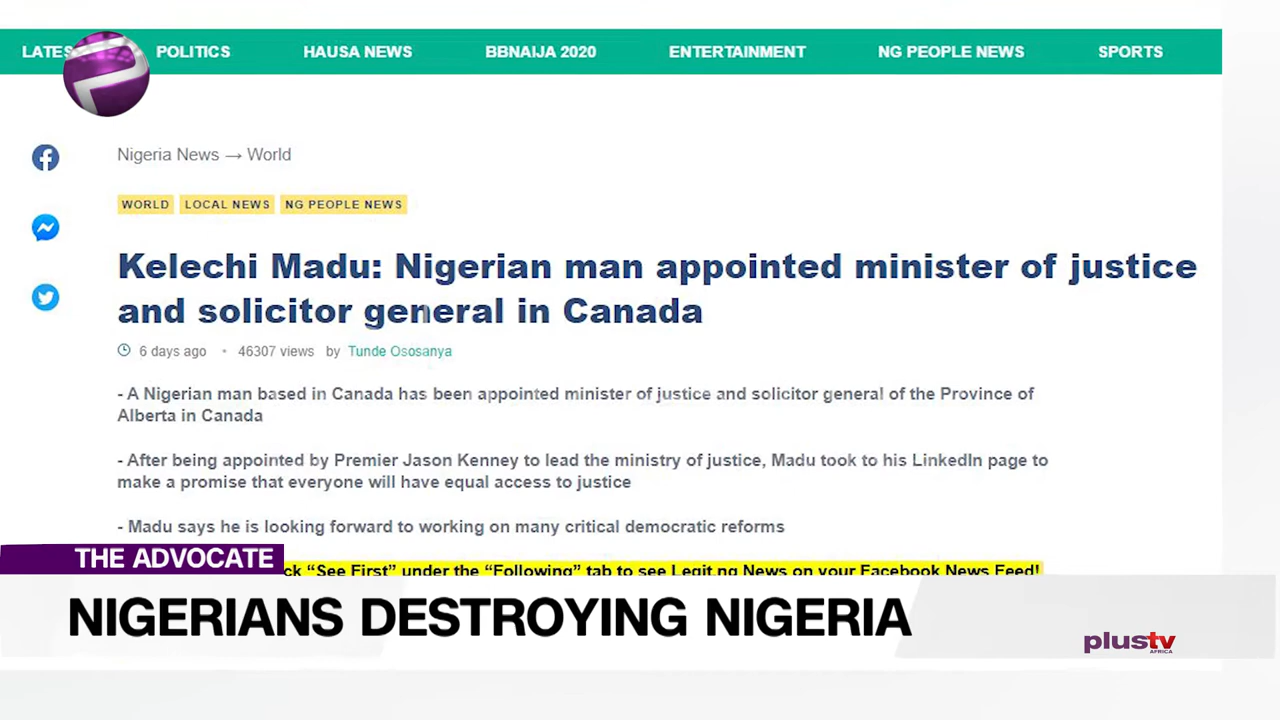 LATES POLITICS HAUSA NEWS BBNAIJA 2020 ENTERTAINMENT NG PEOPLE NEWS SPORTS
Nigeria News → World
WORLD LOCAL NEWS NG PEOPLE NEWS
Kelechi Madu: Nigerian man appointed minister of justice
and solicitor general in Canada
6 days ago • 46307 views by Tunde Ososanya
- A Nigerian man based in Canada has been appointed minister of justice and solicitor general of the Province of
Alberta in Canada
- After being appointed by Premier Jason Kenney to lead the ministry of justice, Madu took to his LinkedIn page to
make a promise that everyone will have equal access to justice
- Madu says he is looking forward to working on many critical democratic reforms
ck “See First” under the “Following” tab to see Legit.ng News on your Facebook News Feed!
THE ADVOCATE
NIGERIANS DESTROYING NIGERIA
plustv
AFRICA